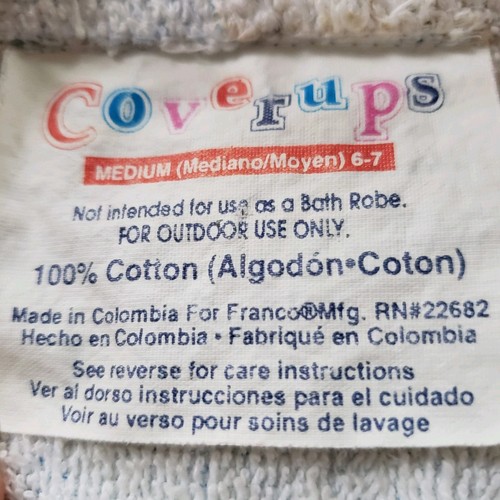 Coverups
MEDIUM (Mediano/Moyen) 6-7
Not intended for use as a Bath Robe.
FOR OUTDOOR USE ONLY.
100% Cotton (Algodón•Coton)
Made in Colombia For Franco®Mfg. RN#22682
Hecho en Colombia • Fabriqué en Colombia
See reverse for care instructions
Ver al dorso instrucciones para el cuidado
Voir au verso pour soins de lavage